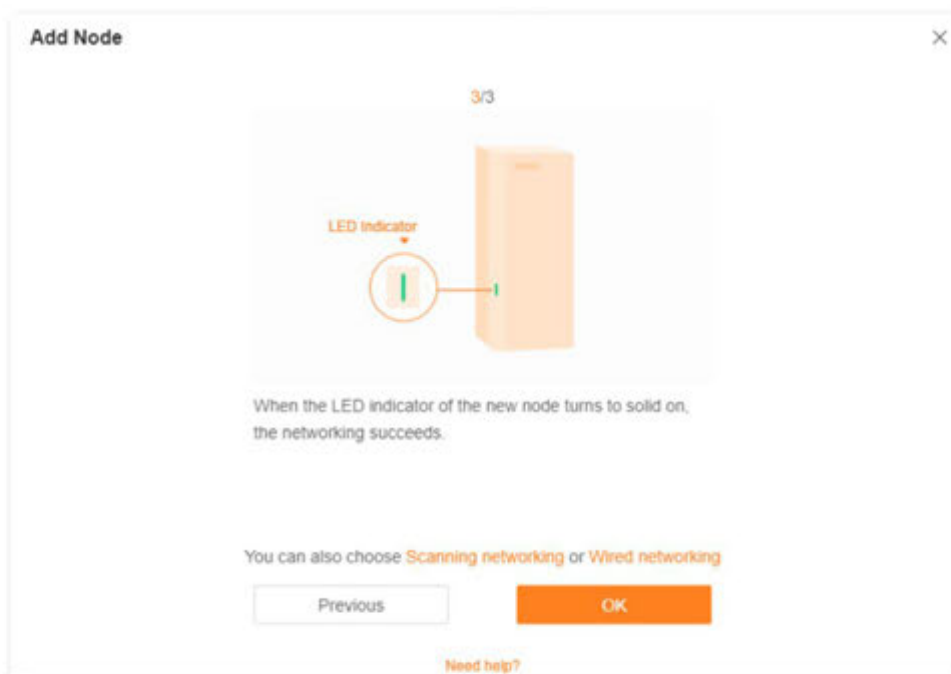 Add Node
3/3
LED Indicator
When the LED indicator of the new node turns to solid on,
the networking succeeds.
You can also choose Scanning networking or Wired networking
Previous
OK
Need help?